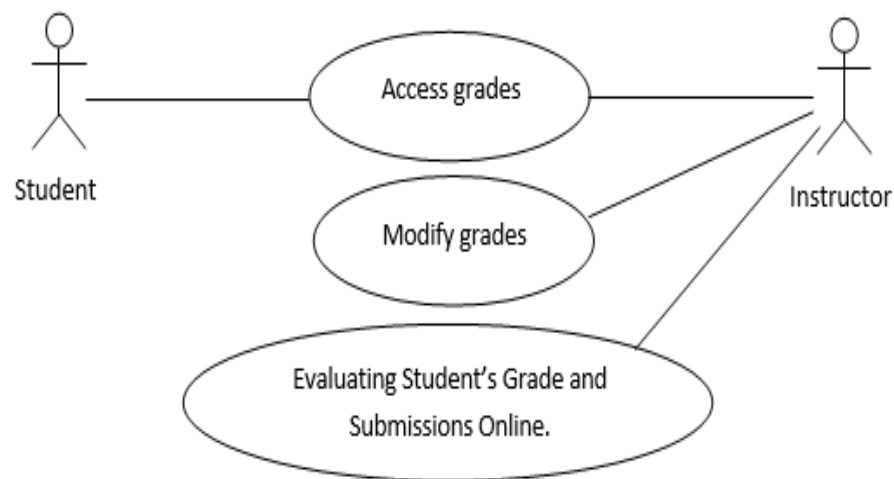 Access grades
Student
Instructor
Modify grades
Evaluating Student’s Grade and
Submissions Online.